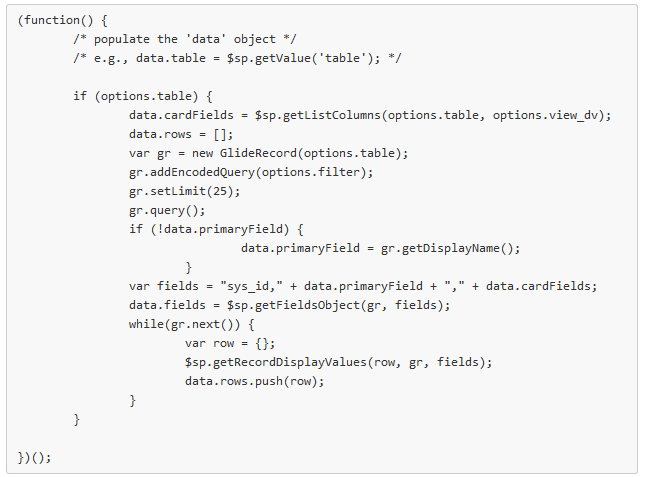 (function() {
/* populate the 'data' object */
/* e.g., data.table = $sp.getValue('table'); */
if (options.table) {
data.cardFields = $sp.getListColumns(options.table, options.view_dv);
data.rows = [];
var gr = new GlideRecord(options.table);
gr.addEncodedQuery(options.filter);
gr.setLimit(25);
gr.query();
if (!data.primaryField) {
data.primaryField = gr.getDisplayName();
}
var fields = "sys_id," + data.primaryField + "," + data.cardFields;
data.fields = $sp.getFieldsObject(gr, fields);
while(gr.next()) {
var row = {};
$sp.getRecordDisplayValues(row, gr, fields);
data.rows.push(row);
}
}
})();